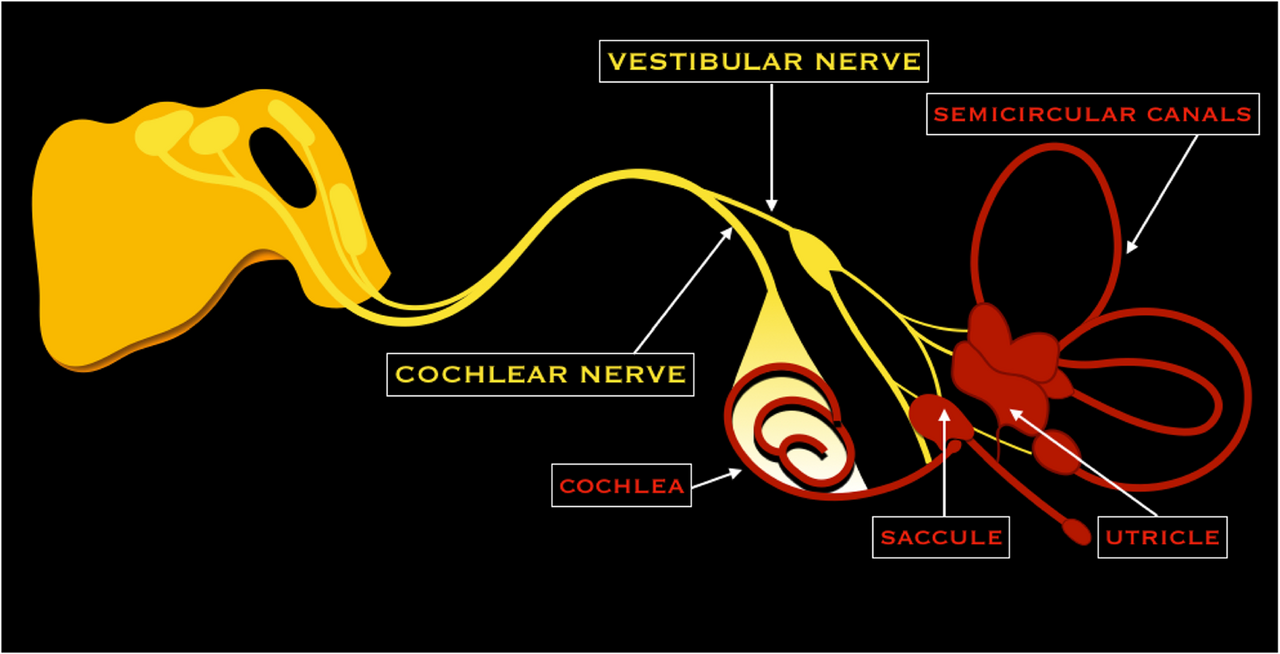 VESTIBULAR NERVE
SEMICIRCULAR CANALS
COCHLEAR NERVE
COCHLEA
SACCULE
UTRICLE